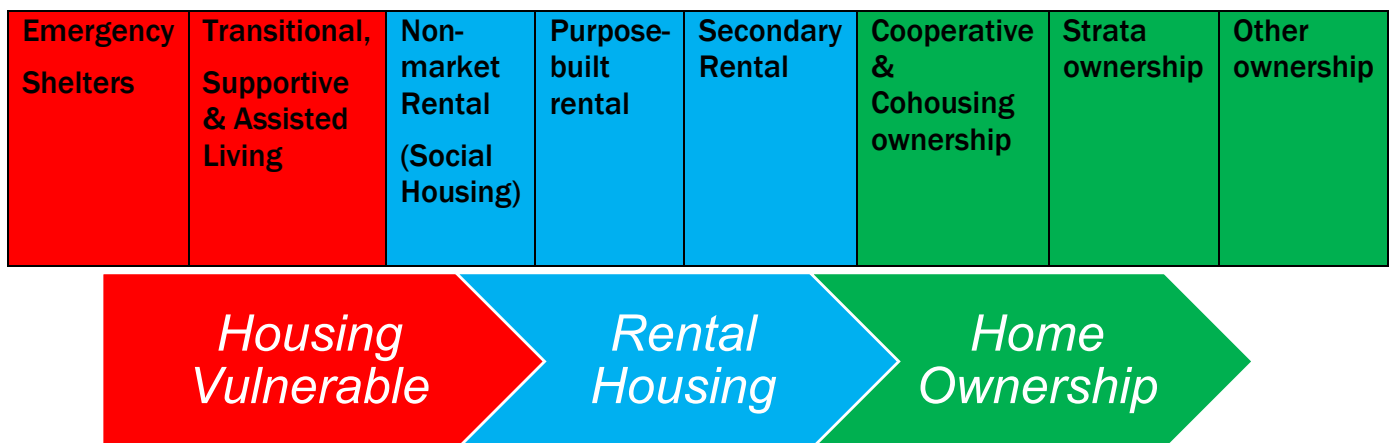 Emergency
Shelters
Transitional,
Supportive
& Assisted
Living
Non-
market
Rental
(Social
Housing)
Purpose-
built
rental
Secondary
Rental
Cooperative
&
Cohousing
ownership
Strata
ownership
Other
ownership
Housing
Vulnerable
Rental
Housing
Home
Ownership